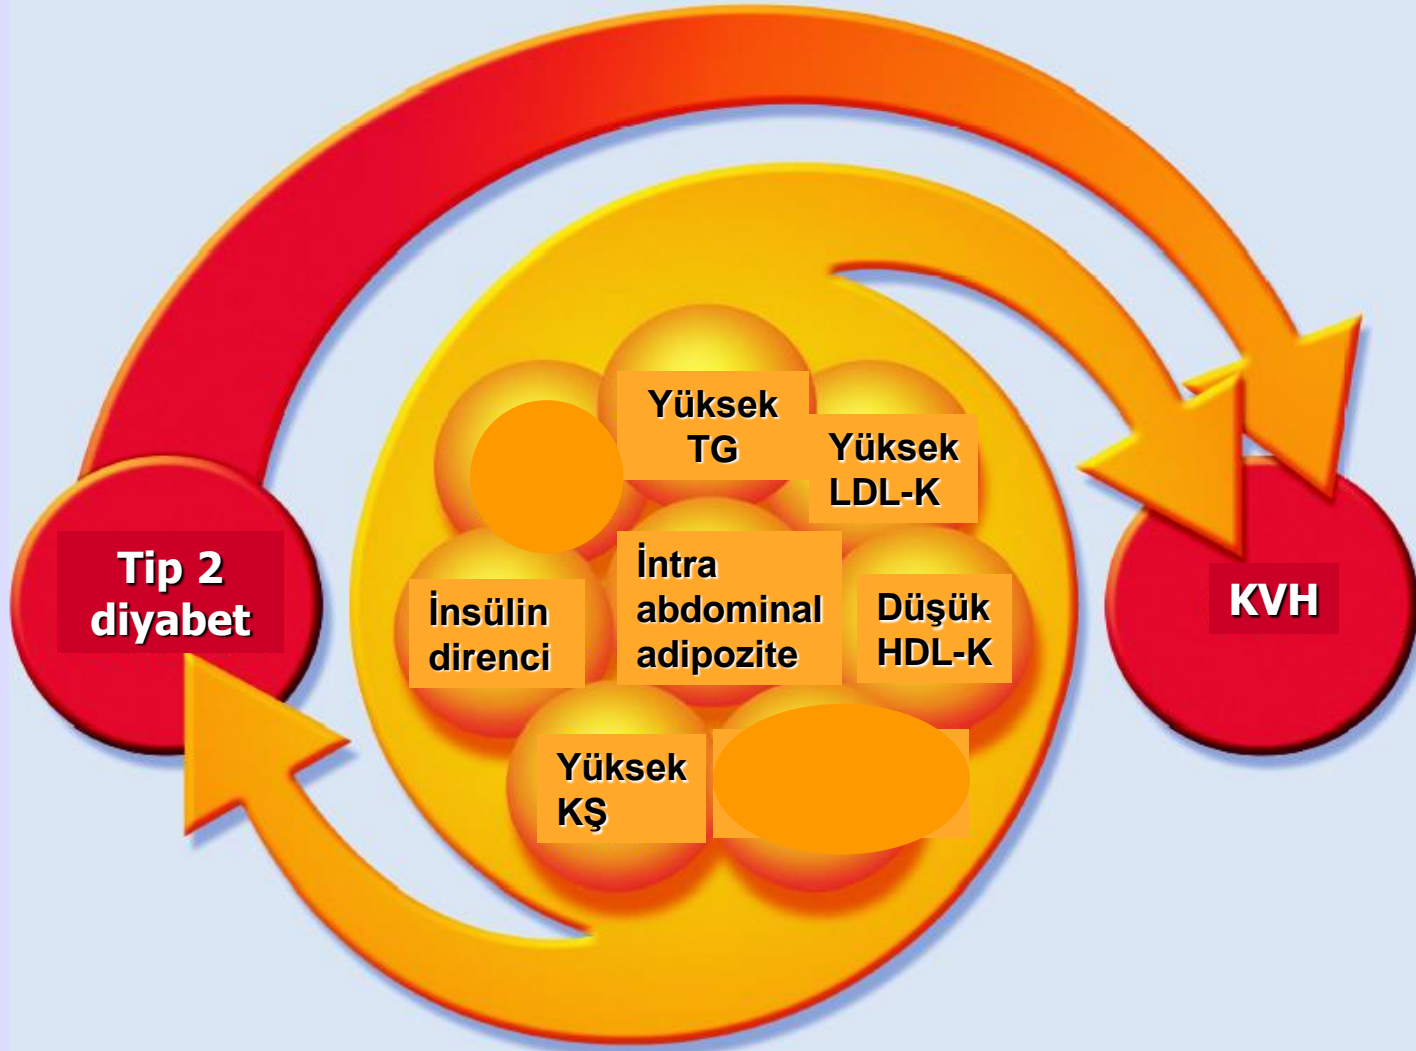 Yüksek
TG
Yüksek
LDL-K
Tip 2
diyabet
İnsülin
direnci
İntra
abdominal
adipozite
Düşük
HDL-K
KVH
Yüksek
KŞ